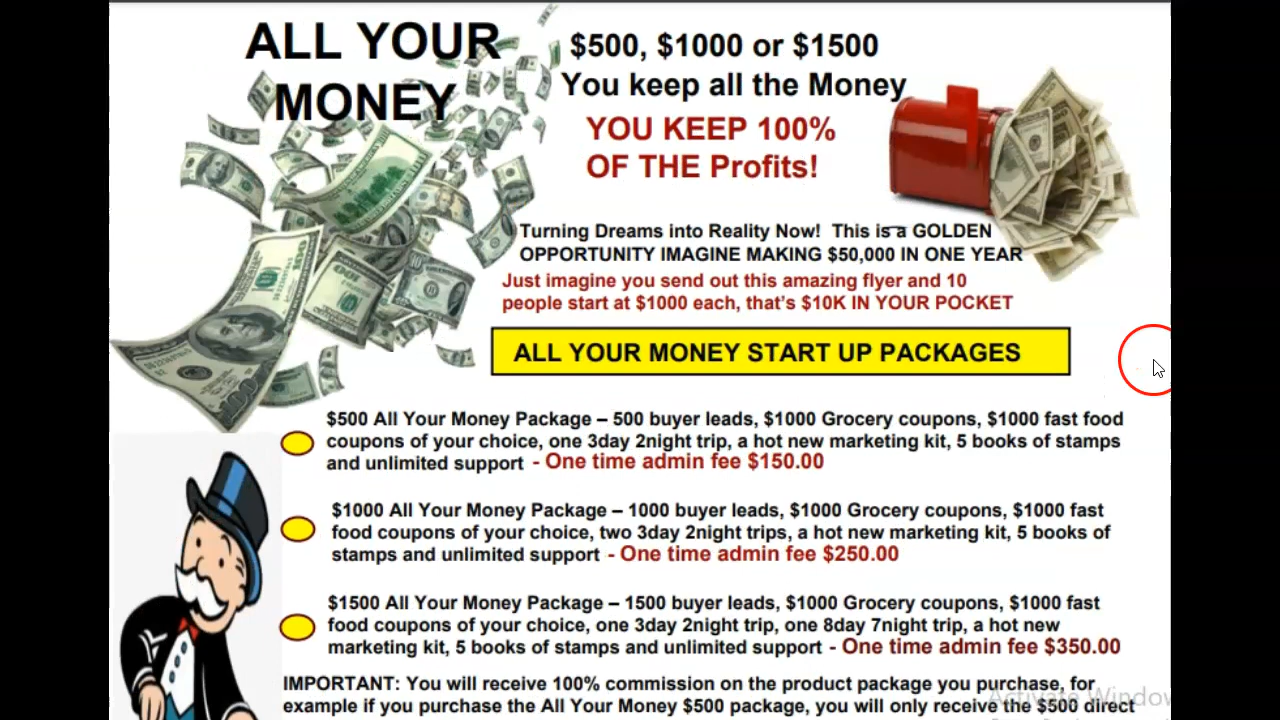 ALL YOUR
MONEY
$500, $1000 or $1500
You keep all the Money
YOU KEEP 100%
OF THE Profits!
Turning Dreams into Reality Now!  This is a GOLDEN
OPPORTUNITY IMAGINE MAKING $50,000 IN ONE YEAR
Just imagine you send out this amazing flyer and 10
people start at $1000 each, that's $10K IN YOUR POCKET
ALL YOUR MONEY START UP PACKAGES
$500 All Your Money Package – 500 buyer leads, $1000 Grocery coupons, $1000 fast food
coupons of your choice, one 3day 2night trip, a hot new marketing kit, 5 books of stamps
and unlimited support - One time admin fee $150.00
$1000 All Your Money Package – 1000 buyer leads, $1000 Grocery coupons, $1000 fast
food coupons of your choice, two 3day 2night trips, a hot new marketing kit, 5 books of
stamps and unlimited support - One time admin fee $250.00
$1500 All Your Money Package – 1500 buyer leads, $1000 Grocery coupons, $1000 fast
food coupons of your choice, one 3day 2night trip, one 8day 7night trip, a hot new
marketing kit, 5 books of stamps and unlimited support - One time admin fee $350.00
IMPORTANT: You will receive 100% commission on the product package you purchase, for
example if you purchase the All Your Money $500 package, you will only receive the $500 direct
Activate Window